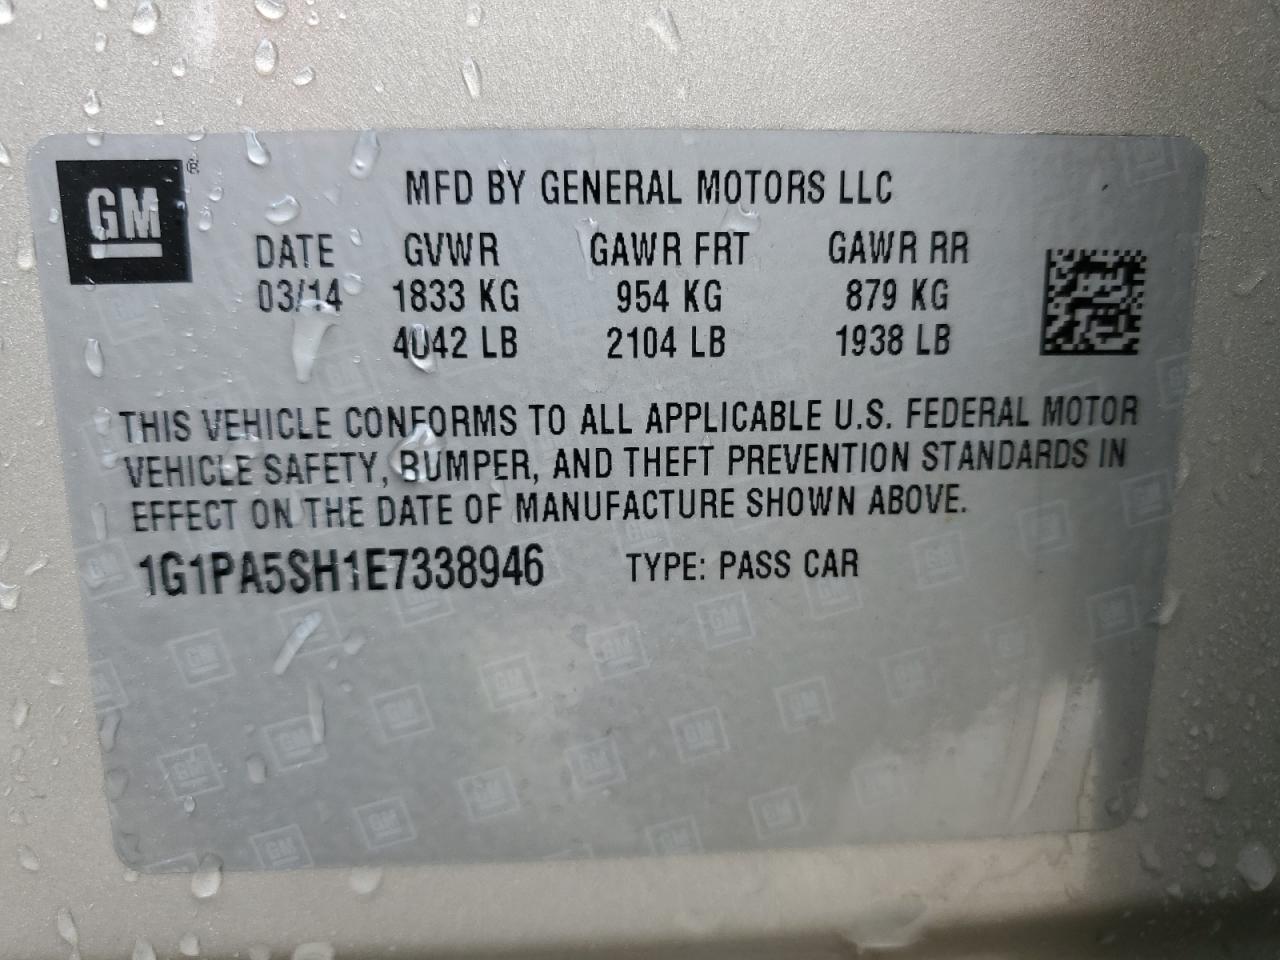 GM ®
MFD BY GENERAL MOTORS LLC
DATE GVWR GAWR FRT GAWR RR
03/14 1833 KG 954 KG 879 KG
4042 LB 2104 LB 1938 LB
THIS VEHICLE CONFORMS TO ALL APPLICABLE U.S. FEDERAL MOTOR
VEHICLE SAFETY, BUMPER, AND THEFT PREVENTION STANDARDS IN
EFFECT ON THE DATE OF MANUFACTURE SHOWN ABOVE.
1G1PA5SH1E7338946 TYPE: PASS CAR